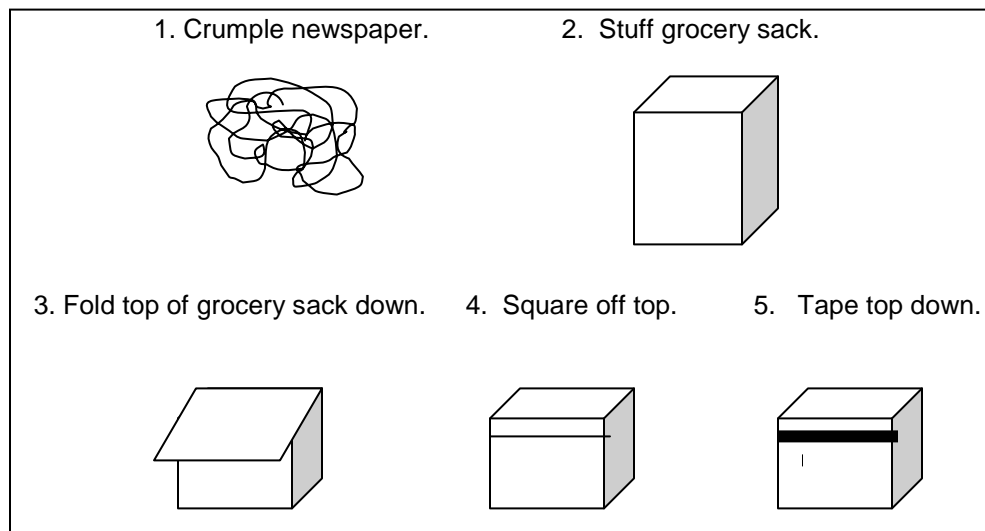 1. Crumple newspaper.
2. Stuff grocery sack.
3. Fold top of grocery sack down.
4. Square off top.
5. Tape top down.